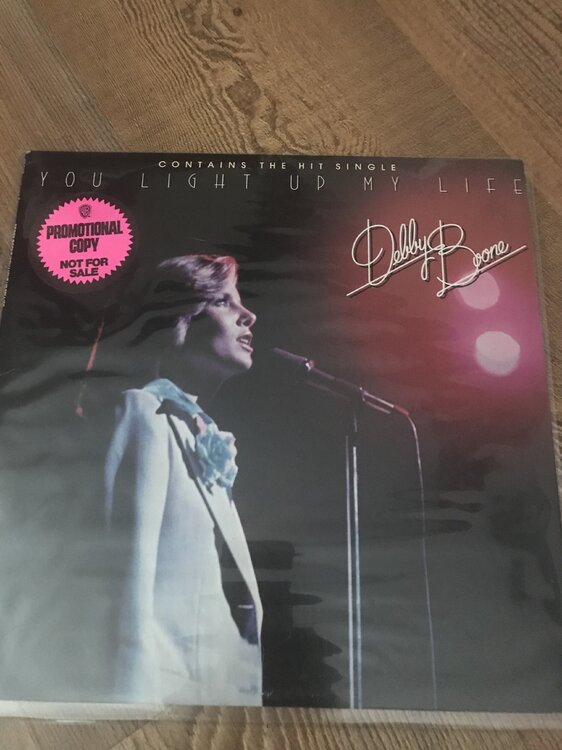 CONTAINS THE HIT SINGLE
YOU LIGHT UP MY LIFE
PROMOTIONAL
COPY
NOT FOR
SALE
Debby Boone